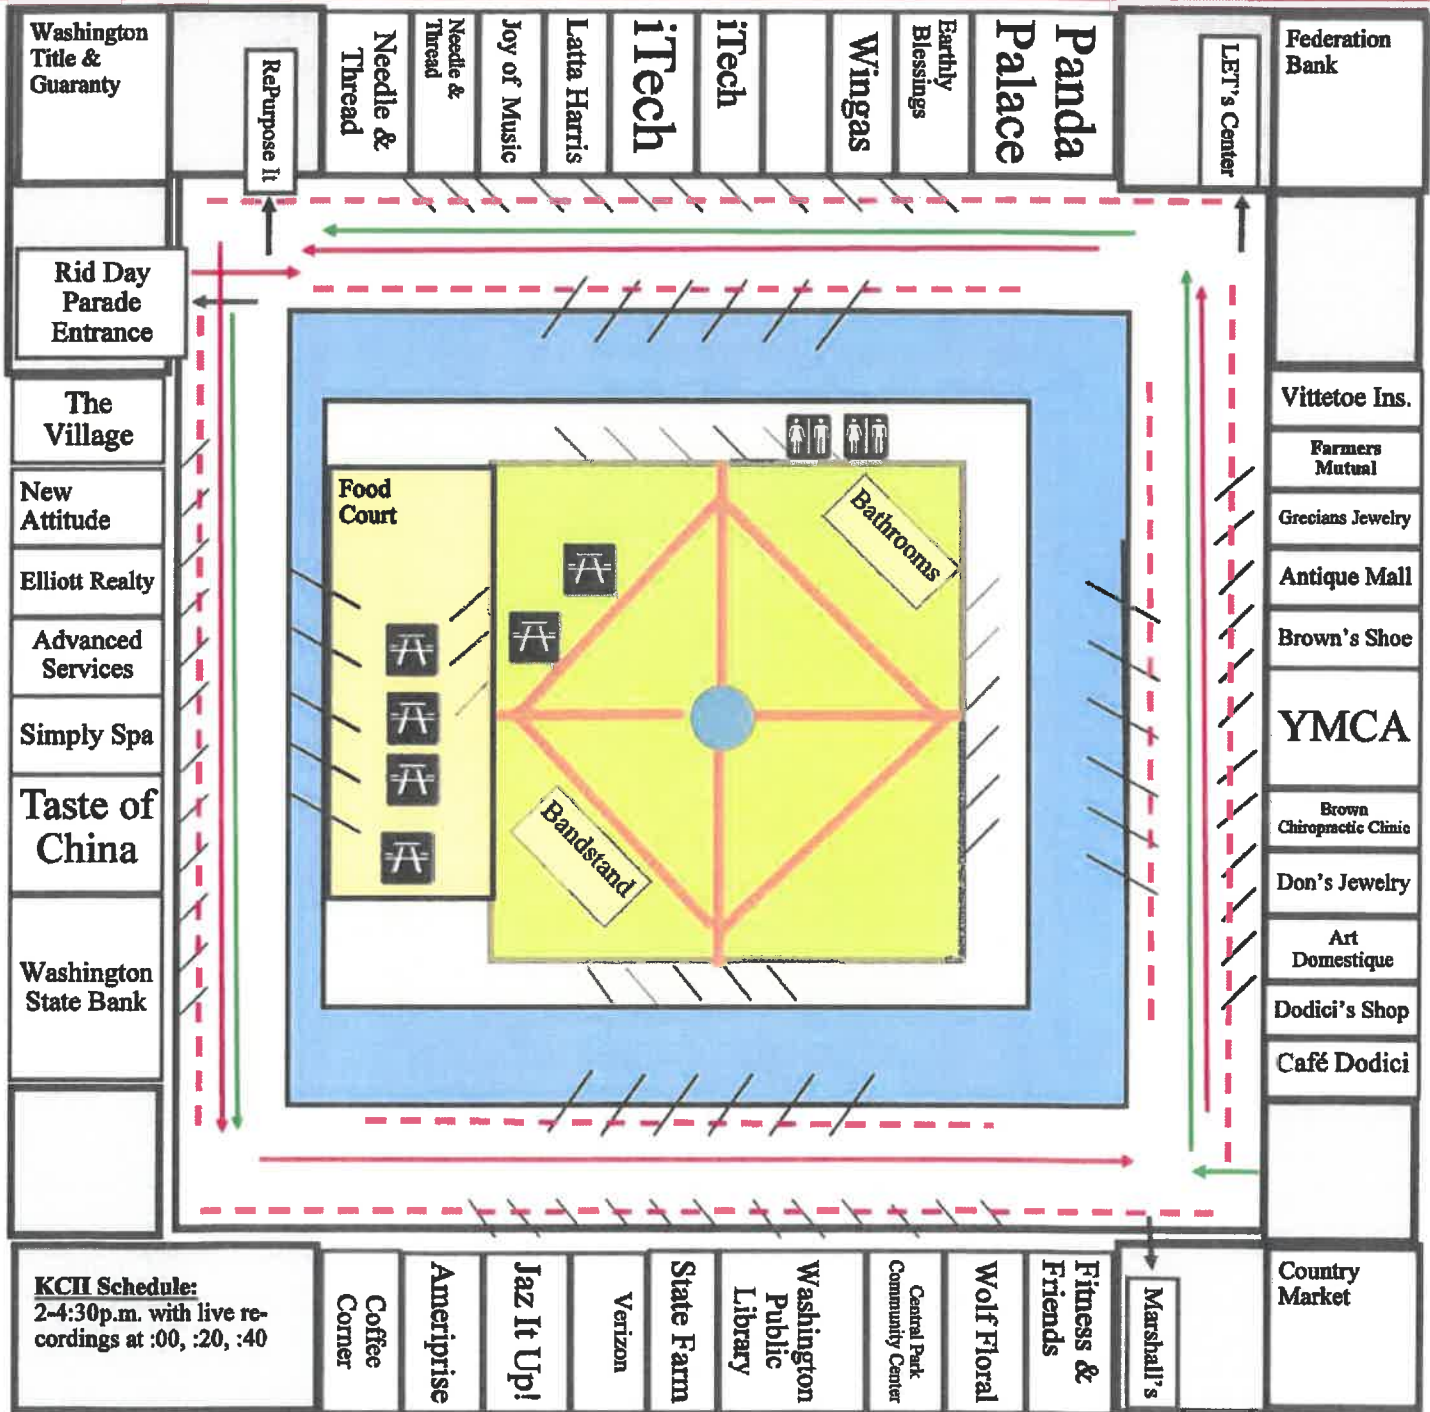 Washington
Title &
Guaranty
RePurpose It
Needle &
Thread
Needle &
Thread
Joy of Music
Latta Harris
iTech
iTech
Wingas
Earthly
Blessings
Panda
Palace
LET's Center
Federation
Bank
Rid Day
Parade
Entrance
The
Village
New
Attitude
Elliott Realty
Advanced
Services
Simply Spa
Taste of
China
Washington
State Bank
Food
Court
Bathrooms
Bandstand
Vittetoe Ins.
Farmers
Mutual
Grecians Jewelry
Antique Mall
Brown's Shoe
YMCA
Brown
Chiropractic Clinic
Don's Jewelry
Art
Domestique
Dodici's Shop
Café Dodici
KCII Schedule:
2-4:30p.m. with live re-
cordings at :00, :20, :40
Coffee
Corner
Ameriprise
Jaz It Up!
Verizon
State Farm
Washington
Public
Library
Central Park
Community Center
Wolf Floral
Fitness &
Friends
Marshall's
Country
Market